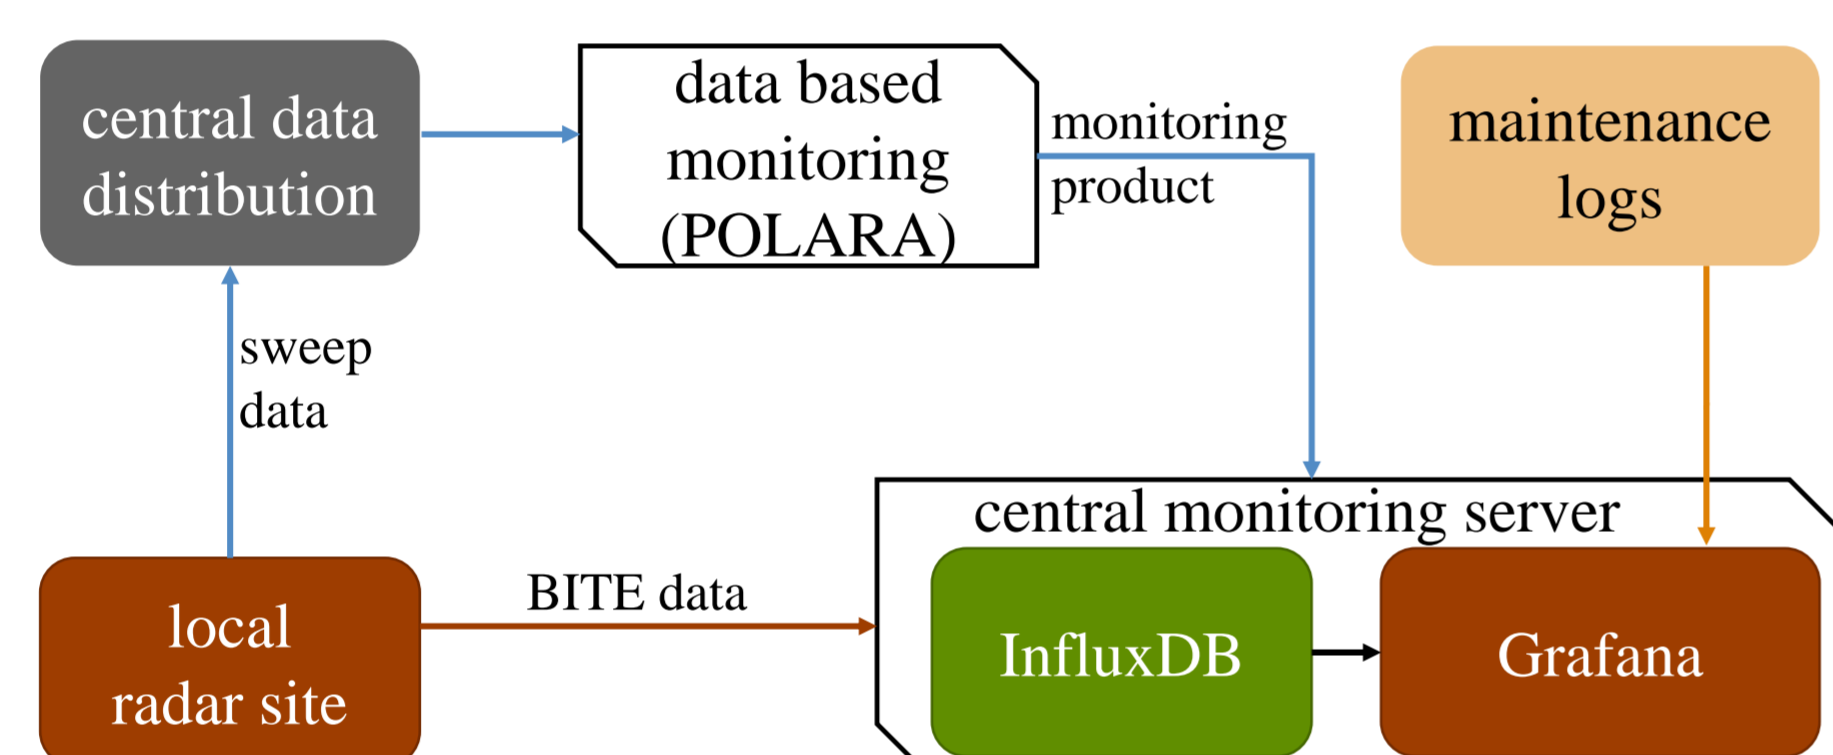 central data
distribution
data based
monitoring
(POLARA)
monitoring
product
maintenance
logs
sweep
data
central monitoring server
local
radar site
BITE data
InfluxDB
Grafana